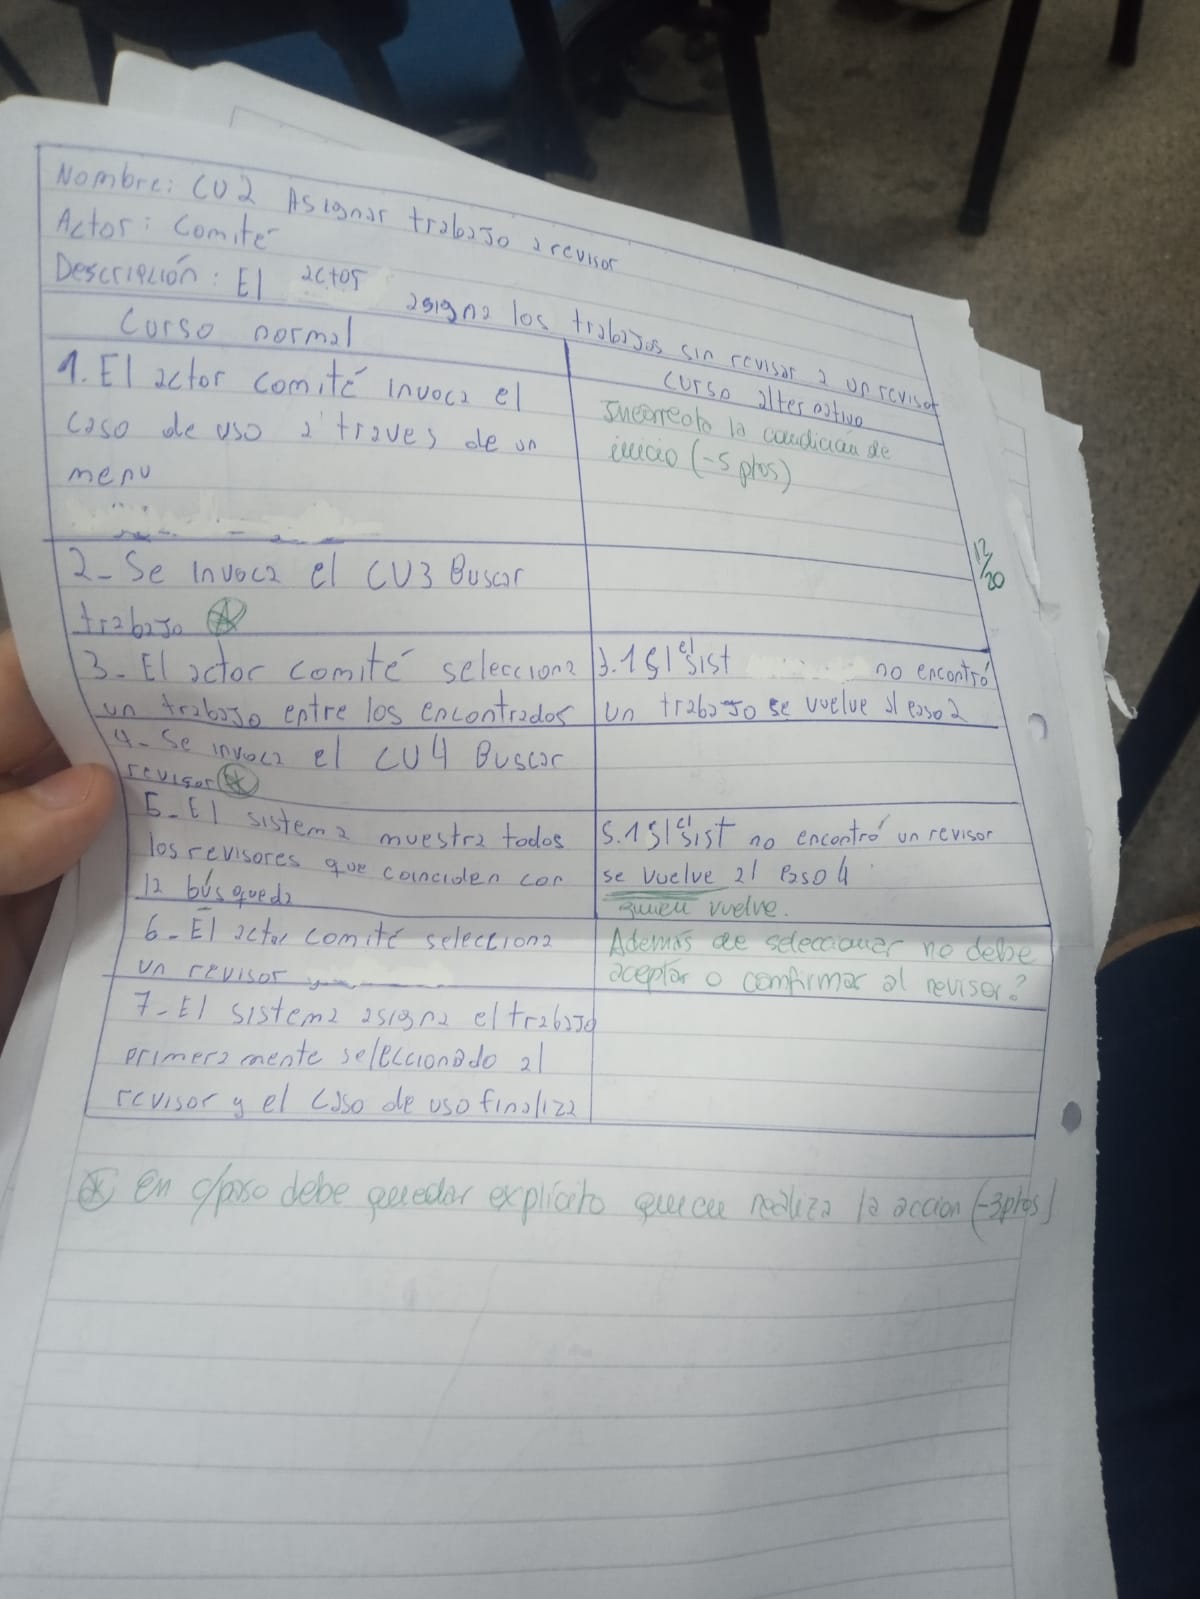 Nombre: CU2 Asignar trabajo a revisor
Actor: Comité
Descripción: El actor asigna los trabajos sin revisar a un revisor
Curso normal
curso alternativo
1. El actor comité invoca el
caso de uso a traves de un
menu
Incorrecto la condición de
inicio (-5 ptos)
12/20
2- Se invoca el CU3 Buscar
trabajo
3- El actor comité selecciona
un trabajo entre los encontrados
3.1 Si el sist no encontró
un trabajo se vuelve al paso 2
4- Se invoca el CU4 Buscar
revisor
5- El sistema muestra todos
los revisores que coinciden con
la búsqueda
5.1 Si el sist no encontró un revisor
se vuelve al paso 4
quien vuelve.
6- El actor comité selecciona
un revisor
Además de seleccionar no debe
aceptar o comfirmar al revisor?
7- El sistema asigna el trabajo
primeramente seleccionado al
revisor y el caso de uso finaliza
En c/paso debe quedar explícito quien realiza la accion (-3ptos)